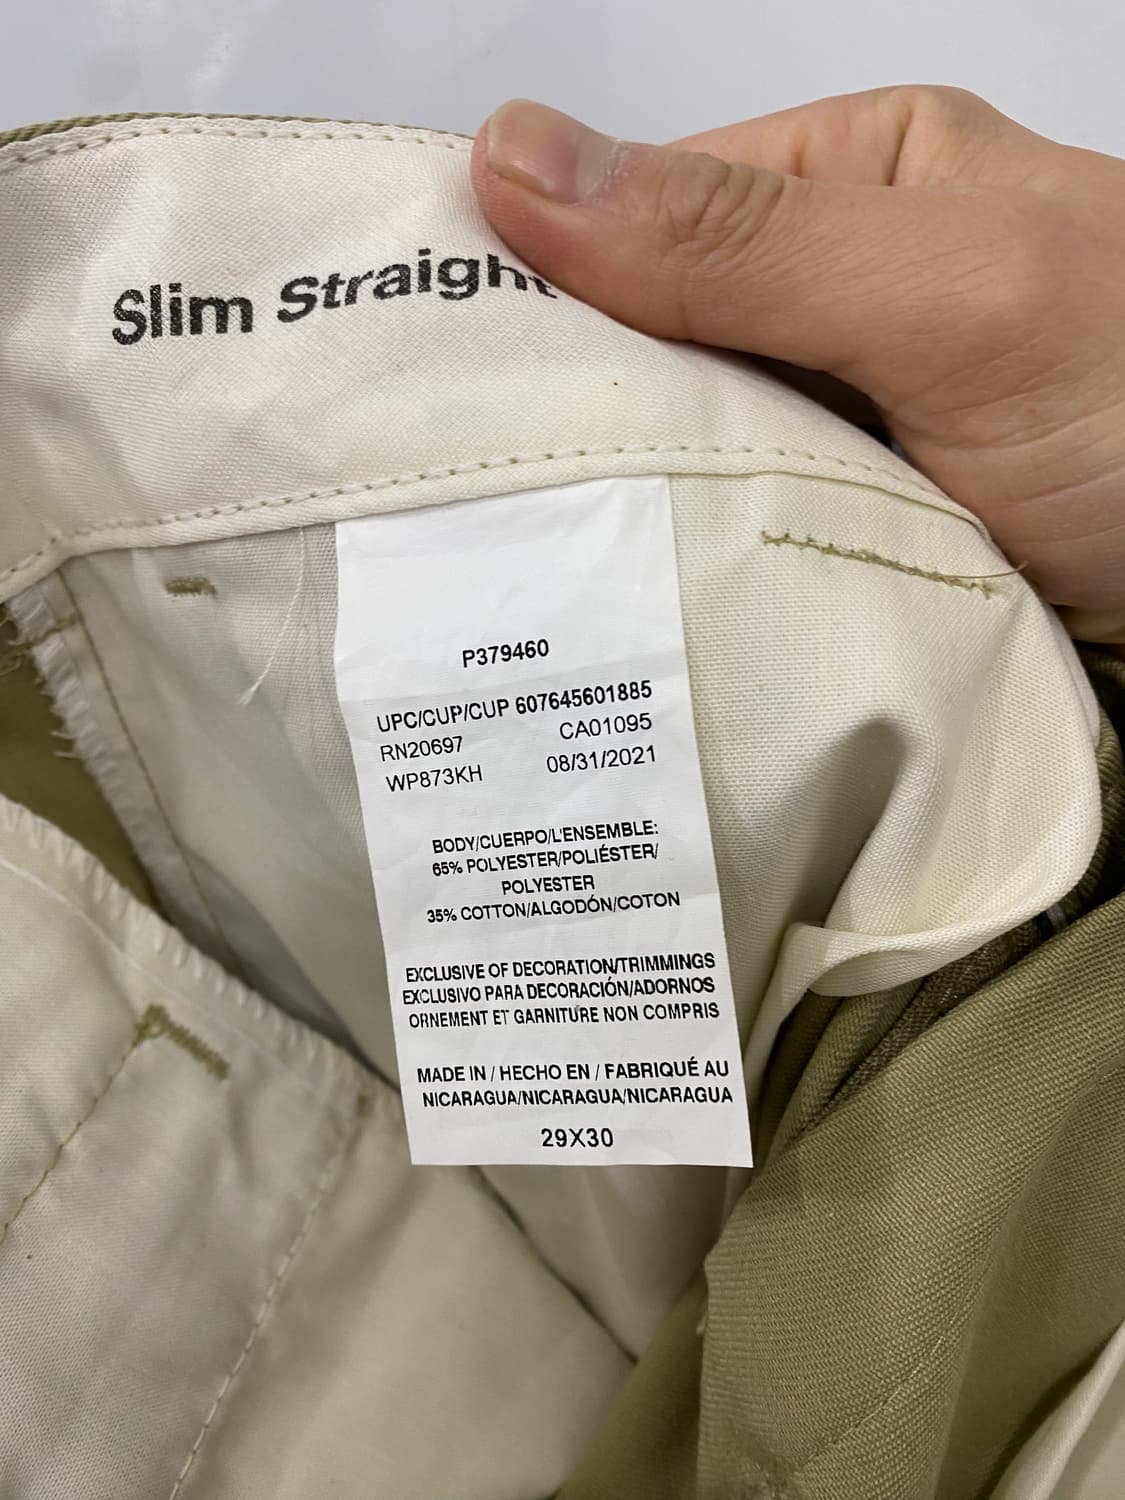 Slim Straight
P379460
UPC/CUP/CUP 607645601885
RN20697 CA01095
WP873KH 08/31/2021
BODY/CUERPO/L'ENSEMBLE:
65% POLYESTER/POLIÉSTER/
POLYESTER
35% COTTON/ALGODÓN/COTON
EXCLUSIVE OF DECORATION/TRIMMINGS
EXCLUSIVO PARA DECORACIÓN/ADORNOS
ORNEMENT ET GARNITURE NON COMPRIS
MADE IN / HECHO EN / FABRIQUÉ AU
NICARAGUA/NICARAGUA/NICARAGUA
29X30